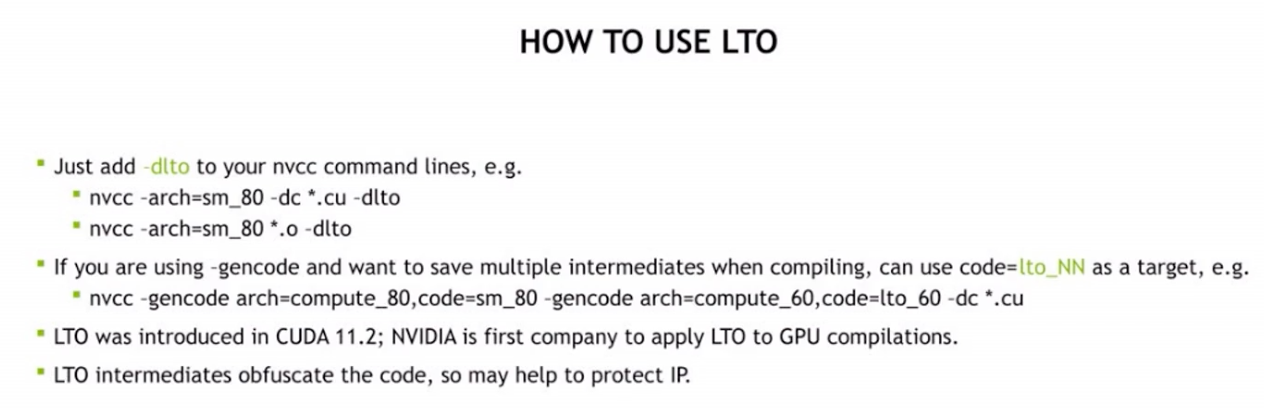 HOW TO USE LTO
Just add -dlto to your nvcc command lines, e.g.
nvcc -arch=sm_80 -dc *.cu -dlto
nvcc -arch=sm_80 *.o -dlto
If you are using -gencode and want to save multiple intermediates when compiling, can use code=lto_NN as a target, e.g.
nvcc -gencode arch=compute_80,code=sm_80 -gencode arch=compute_60,code=lto_60 -dc *.cu
LTO was introduced in CUDA 11.2; NVIDIA is first company to apply LTO to GPU compilations.
LTO intermediates obfuscate the code, so may help to protect IP.